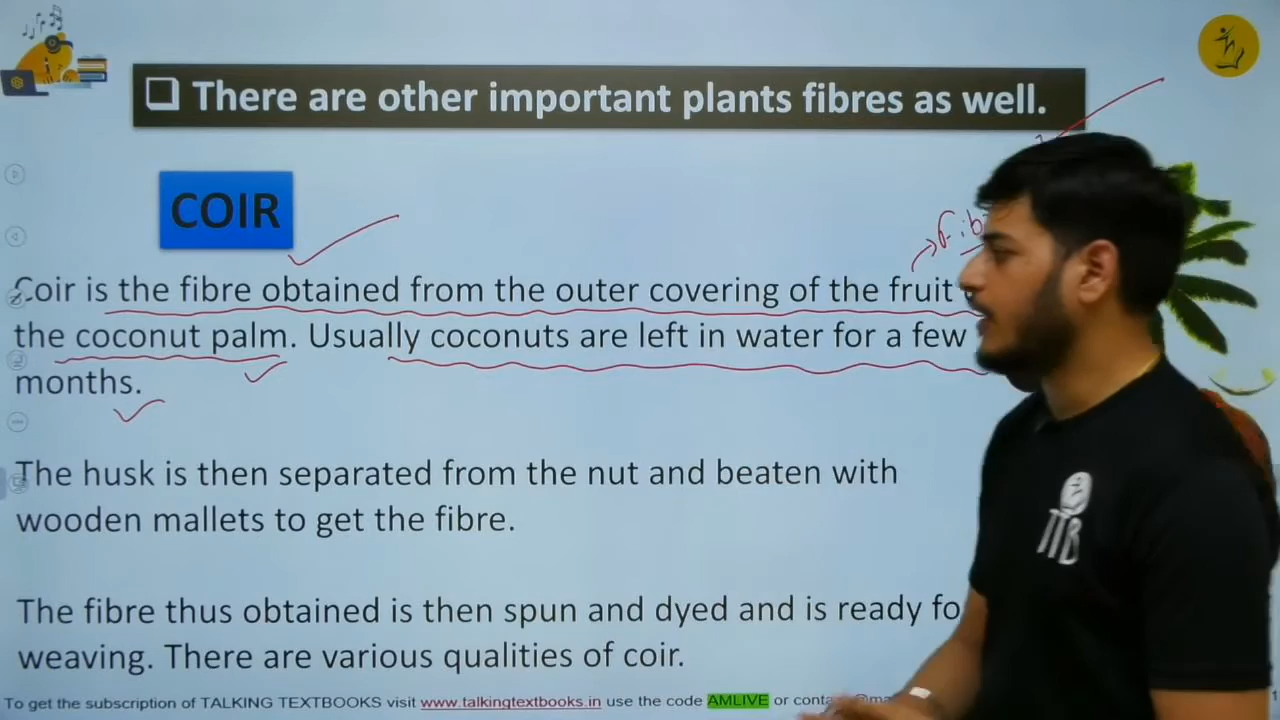 There are other important plants fibres as well.
COIR
Fib
Coir is the fibre obtained from the outer covering of the fruit
the coconut palm. Usually coconuts are left in water for a few
months.
The husk is then separated from the nut and beaten with
wooden mallets to get the fibre.
The fibre thus obtained is then spun and dyed and is ready fo
weaving. There are various qualities of coir.
To get the subscription of TALKING TEXTBOOKS visit www.talkingtextbooks.in use the code AMLIVE or conta @ma
TTB